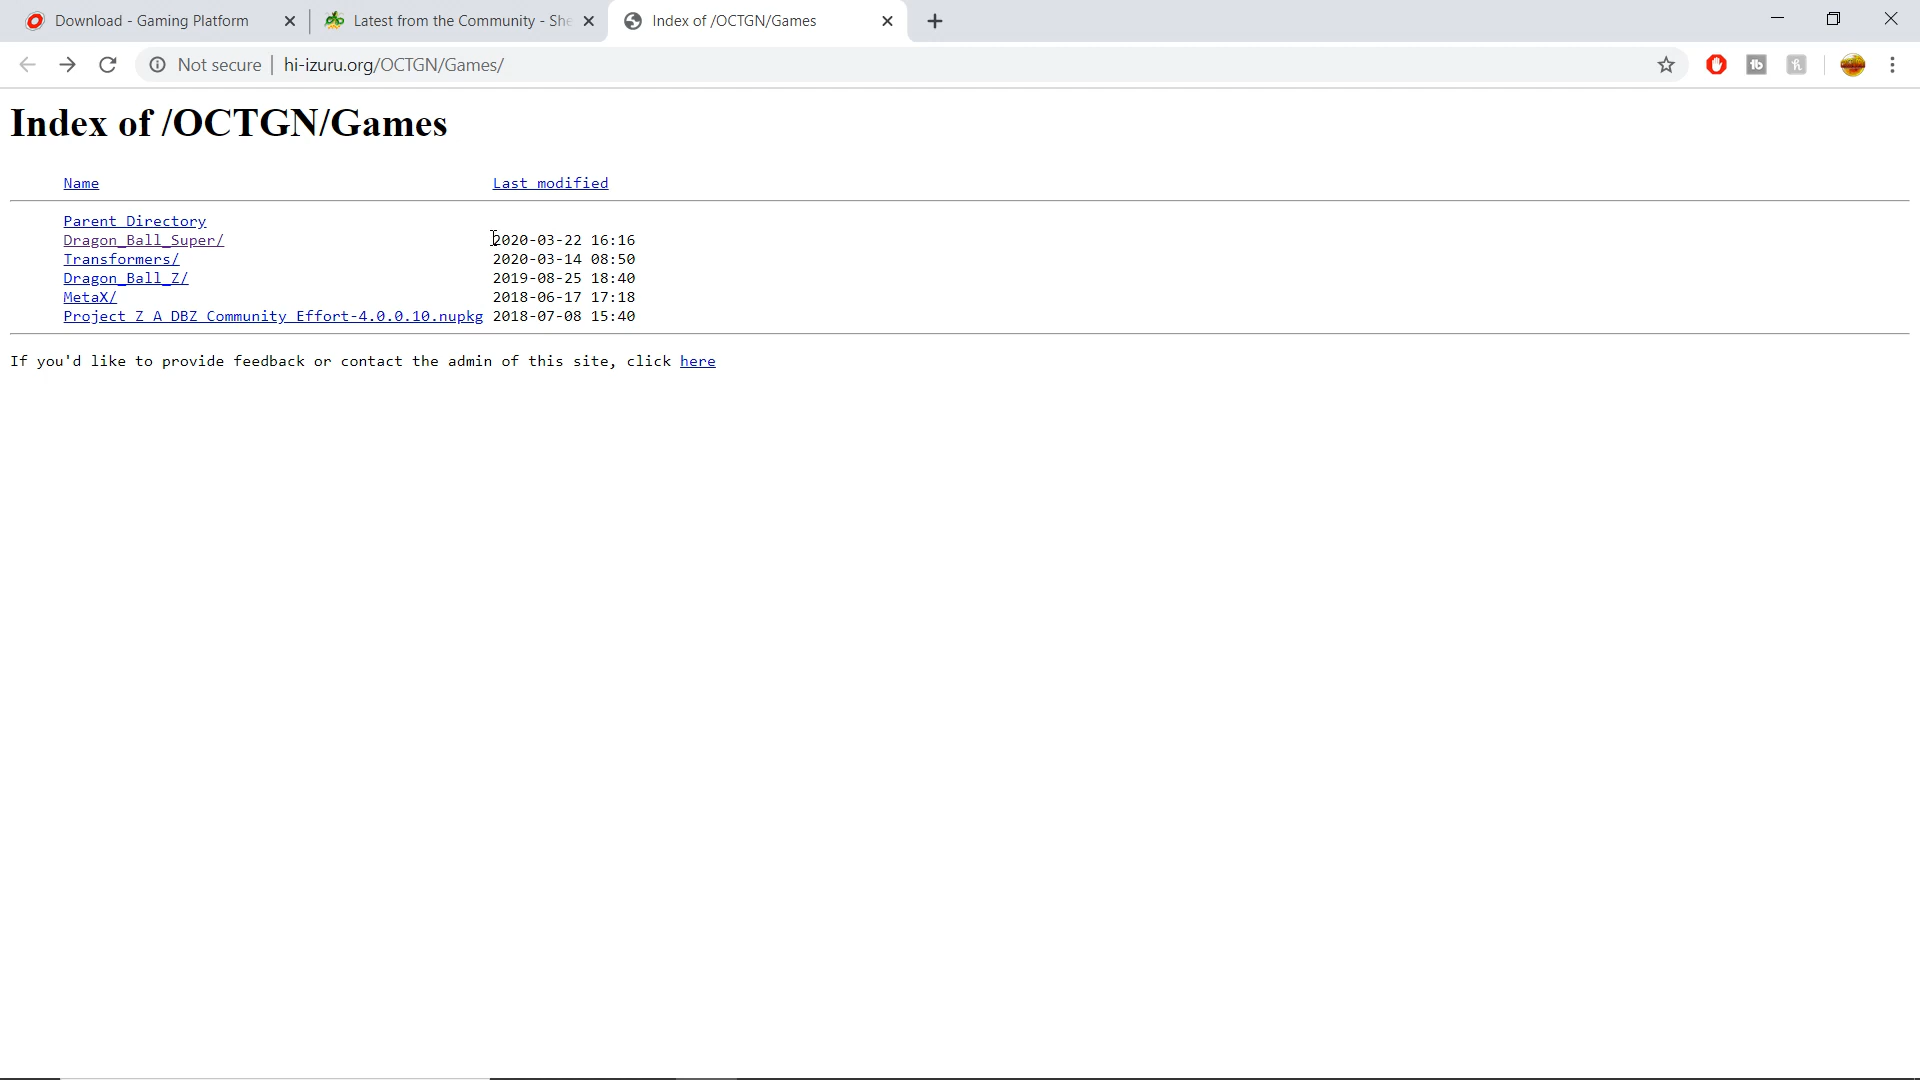 Download - Gaming Platform
Latest from the Community - She
Index of /OCTGN/Games
Not secure
hi-izuru.org/OCTGN/Games/
Index of /OCTGN/Games
Name Last modified
Parent Directory
Dragon_Ball_Super/ 2020-03-22 16:16
Transformers/ 2020-03-14 08:50
Dragon_Ball_Z/ 2019-08-25 18:40
MetaX/ 2018-06-17 17:18
Project_Z_A_DBZ_Community_Effort-4.0.0.10.nupkg 2018-07-08 15:40
If you'd like to provide feedback or contact the admin of this site, click here